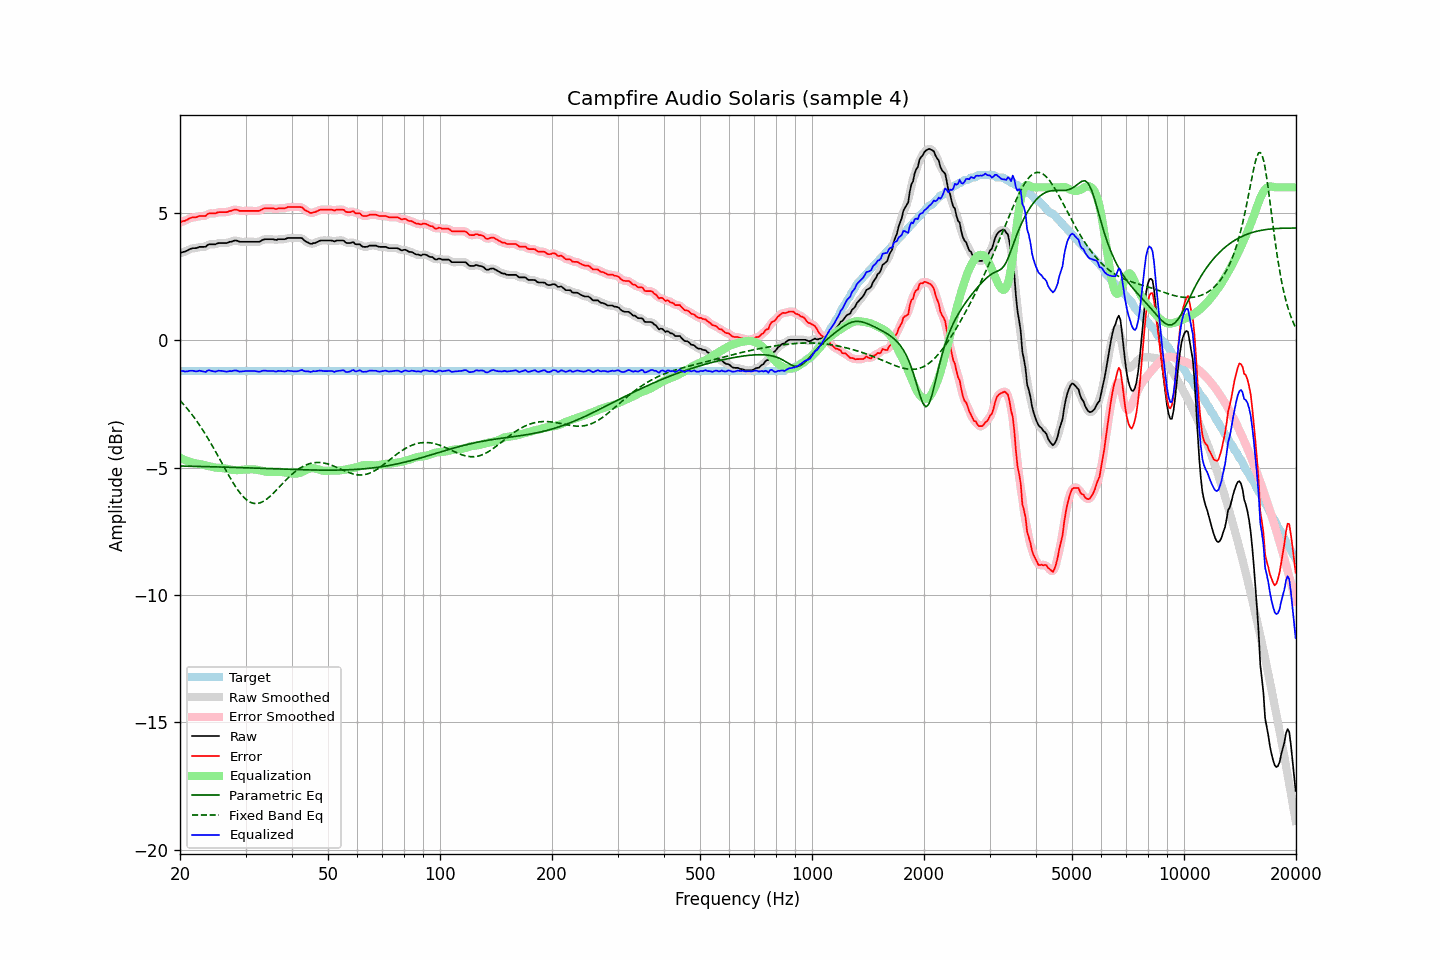 Campfire Audio Solaris (sample 4)
Amplitude (dBr)
5
0
−5
−10
−15
−20
Target
Raw Smoothed
Error Smoothed
Raw
Error
Equalization
Parametric Eq
Fixed Band Eq
Equalized
20 50 100 200 500 1000 2000 5000 10000 20000
Frequency (Hz)